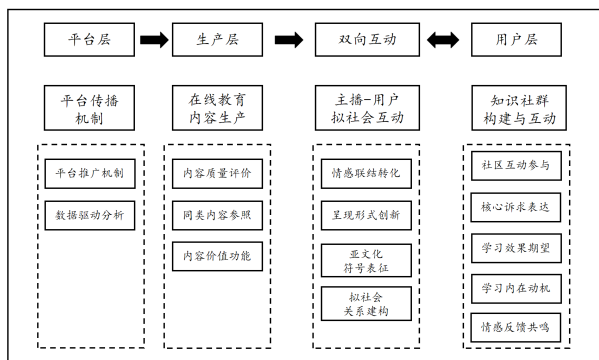 平台层
生产层
双向互动
用户层
平台传播
机制
在线教育
内容生产
主播-用户
拟社会互动
知识社群
构建与互动
平台推广机制
数据驱动分析
内容质量评价
同类内容参照
内容价值功能
情感联结转化
呈现形式创新
亚文化
符号表征
拟社会
关系建构
社区互动参与
核心诉求表达
学习效果期望
学习内在动机
情感反馈共鸣